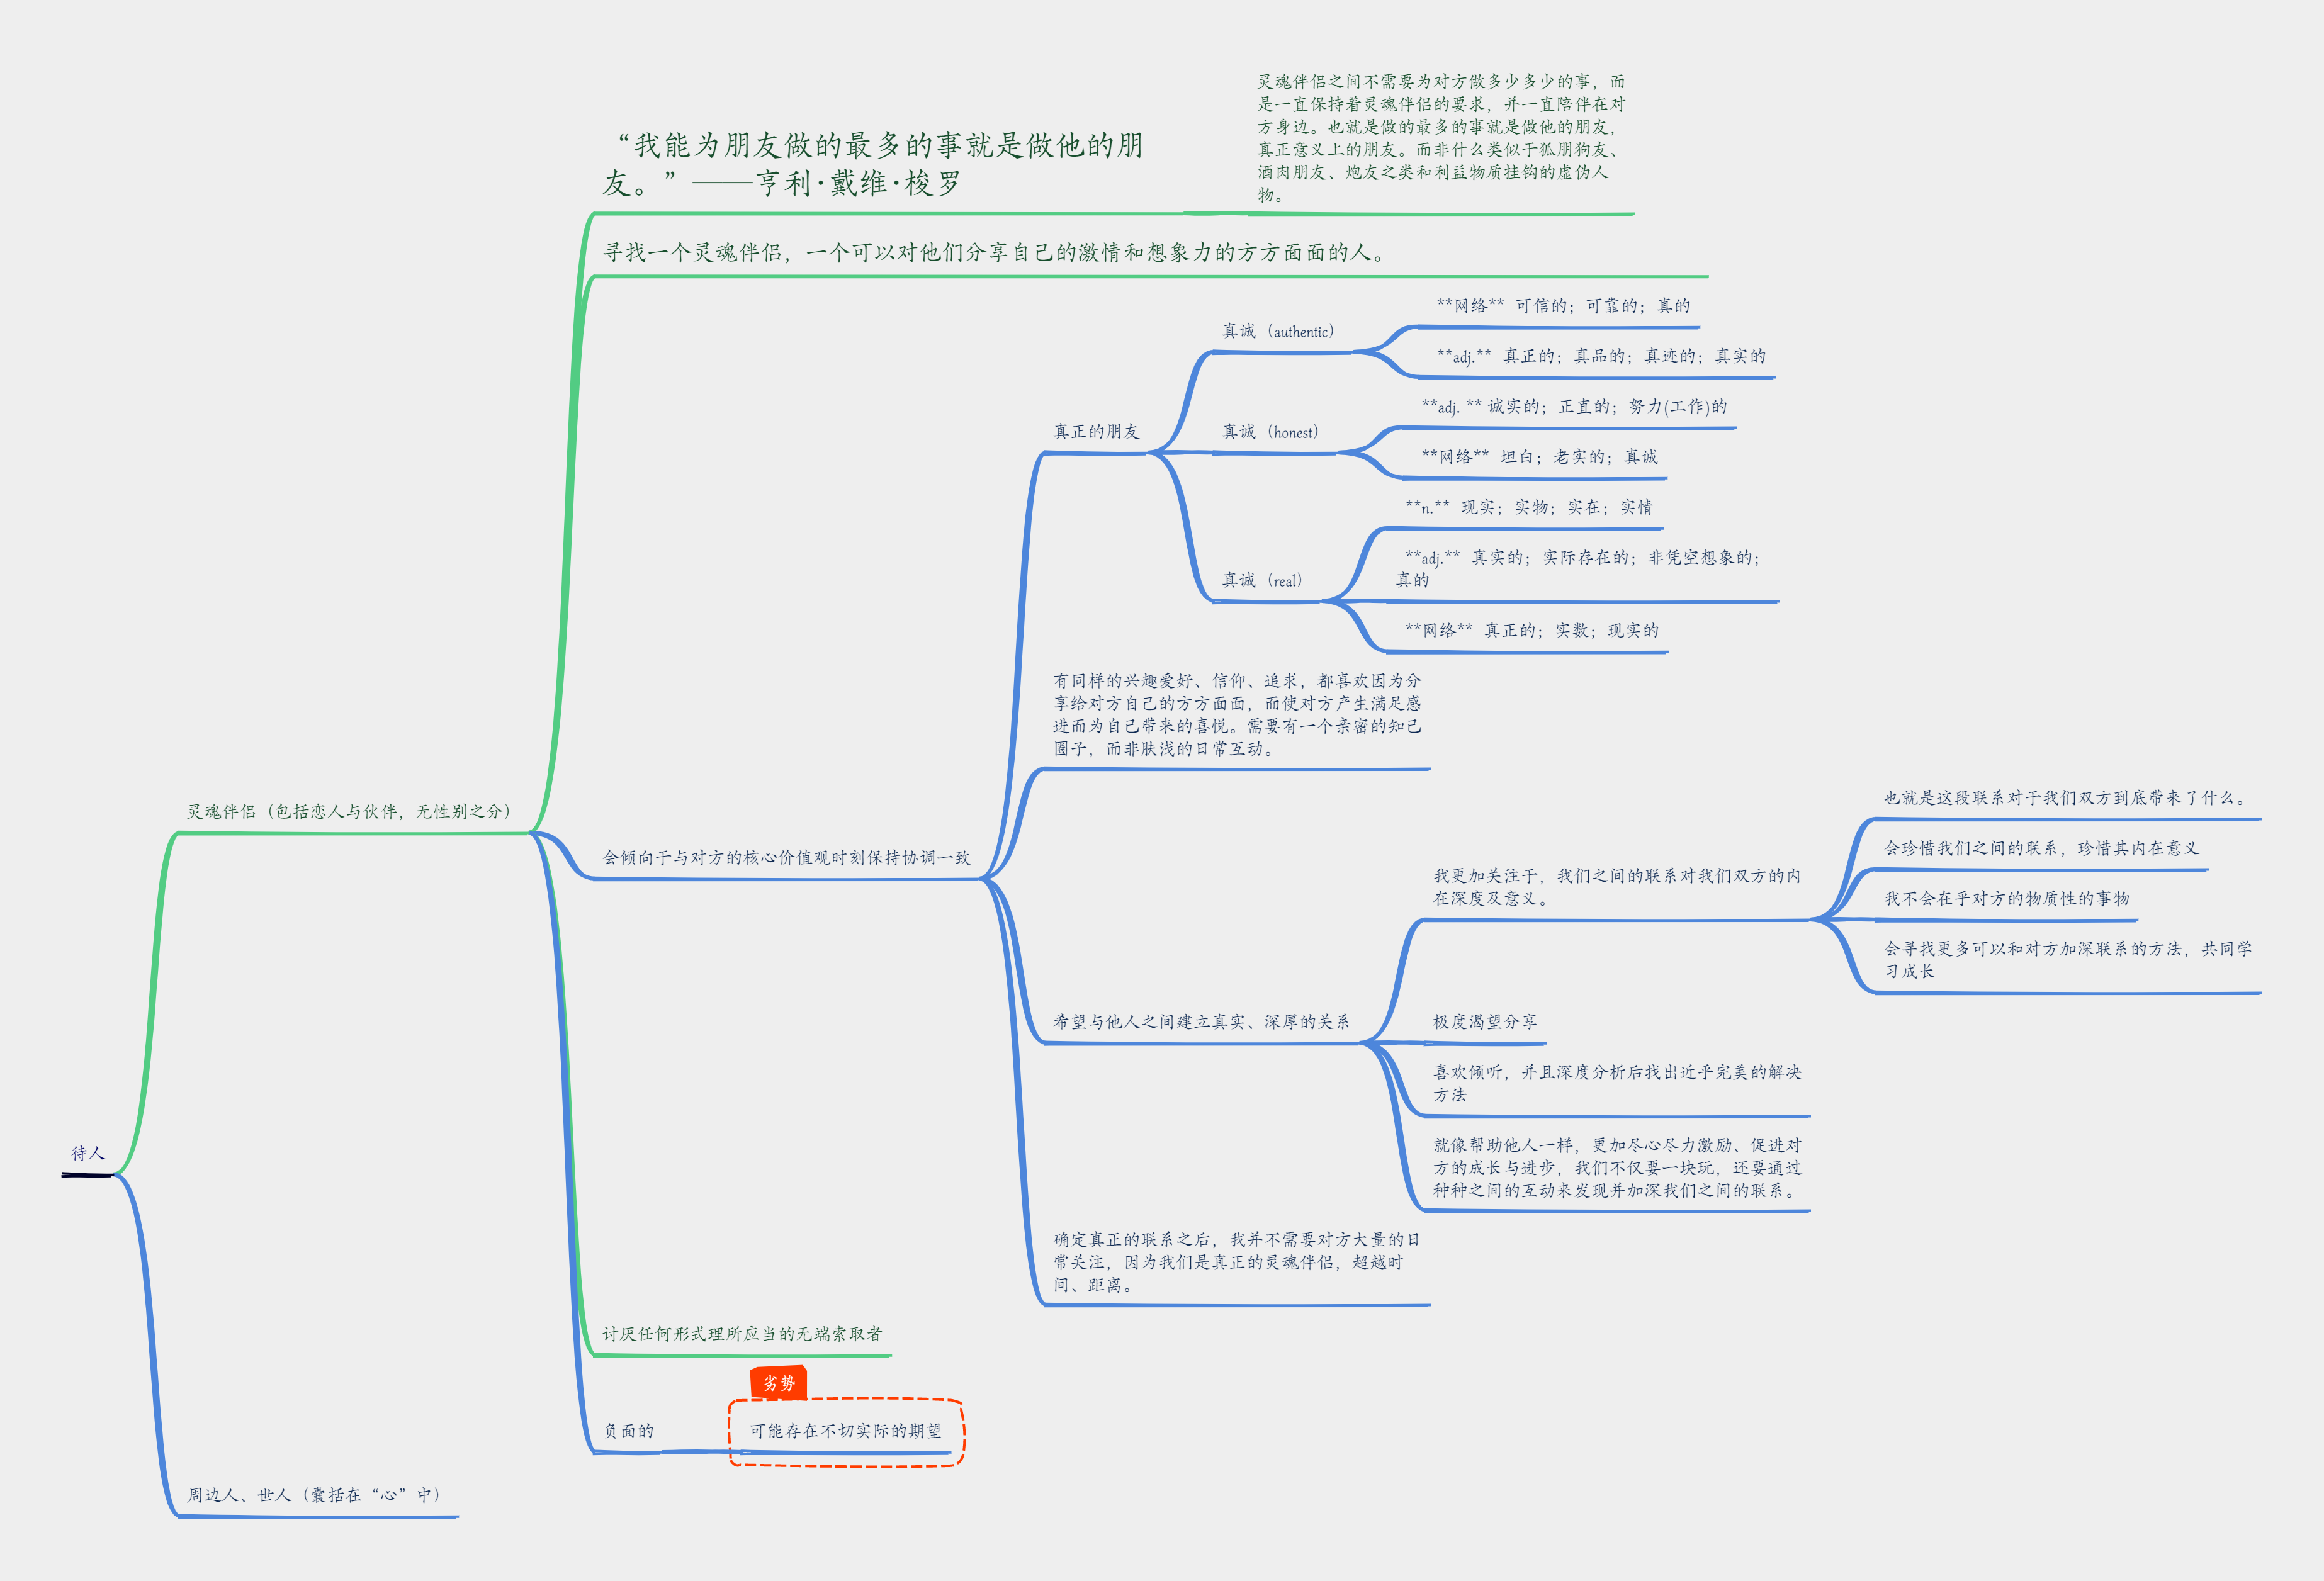 灵魂伴侣之间不需要为对方做多少多少的事，而
是一直保持着灵魂伴侣的要求，并一直陪伴在对
方身边。也就是做的最多的事就是做他的朋友，
真正意义上的朋友。而非什么类似于狐朋狗友、
酒肉朋友、炮友之类和利益物质挂钩的虚伪人
物。
“我能为朋友做的最多的事就是做他的朋
友。”——亨利·戴维·梭罗
寻找一个灵魂伴侣，一个可以对他们分享自己的激情和想象力的方方面面的人。
**网络** 可信的；可靠的；真的
真诚（authentic）
**adj.** 真正的；真品的；真迹的；真实的
**adj. ** 诚实的；正直的；努力(工作)的
真正的朋友
真诚（honest）
**网络** 坦白；老实的；真诚
**n.** 现实；实物；实在；实情
**adj.** 真实的；实际存在的；非凭空想象的；
真的
真诚（real）
**网络** 真正的；实数；现实的
有同样的兴趣爱好、信仰、追求，都喜欢因为分
享给对方自己的方方面面，而使对方产生满足感
进而为自己带来的喜悦。需要有一个亲密的知己
圈子，而非肤浅的日常互动。
灵魂伴侣（包括恋人与伙伴，无性别之分）
会倾向于与对方的核心价值观时刻保持协调一致
也就是这段联系对于我们双方到底带来了什么。
会珍惜我们之间的联系，珍惜其内在意义
我更加关注于，我们之间的联系对我们双方的内
在深度及意义。
我不会在乎对方的物质性的事物
会寻找更多可以和对方加深联系的方法，共同学
习成长
希望与他人之间建立真实、深厚的关系
极度渴望分享
喜欢倾听，并且深度分析后找出近乎完美的解决
方法
就像帮助他人一样，更加尽心尽力激励、促进对
方的成长与进步，我们不仅要一块玩，还要通过
种种之间的互动来发现并加深我们之间的联系。
待人
确定真正的联系之后，我并不需要对方大量的日
常关注，因为我们是真正的灵魂伴侣，超越时
间、距离。
讨厌任何形式理所应当的无端索取者
劣势
负面的
可能存在不切实际的期望
周边人、世人（囊括在“心”中）